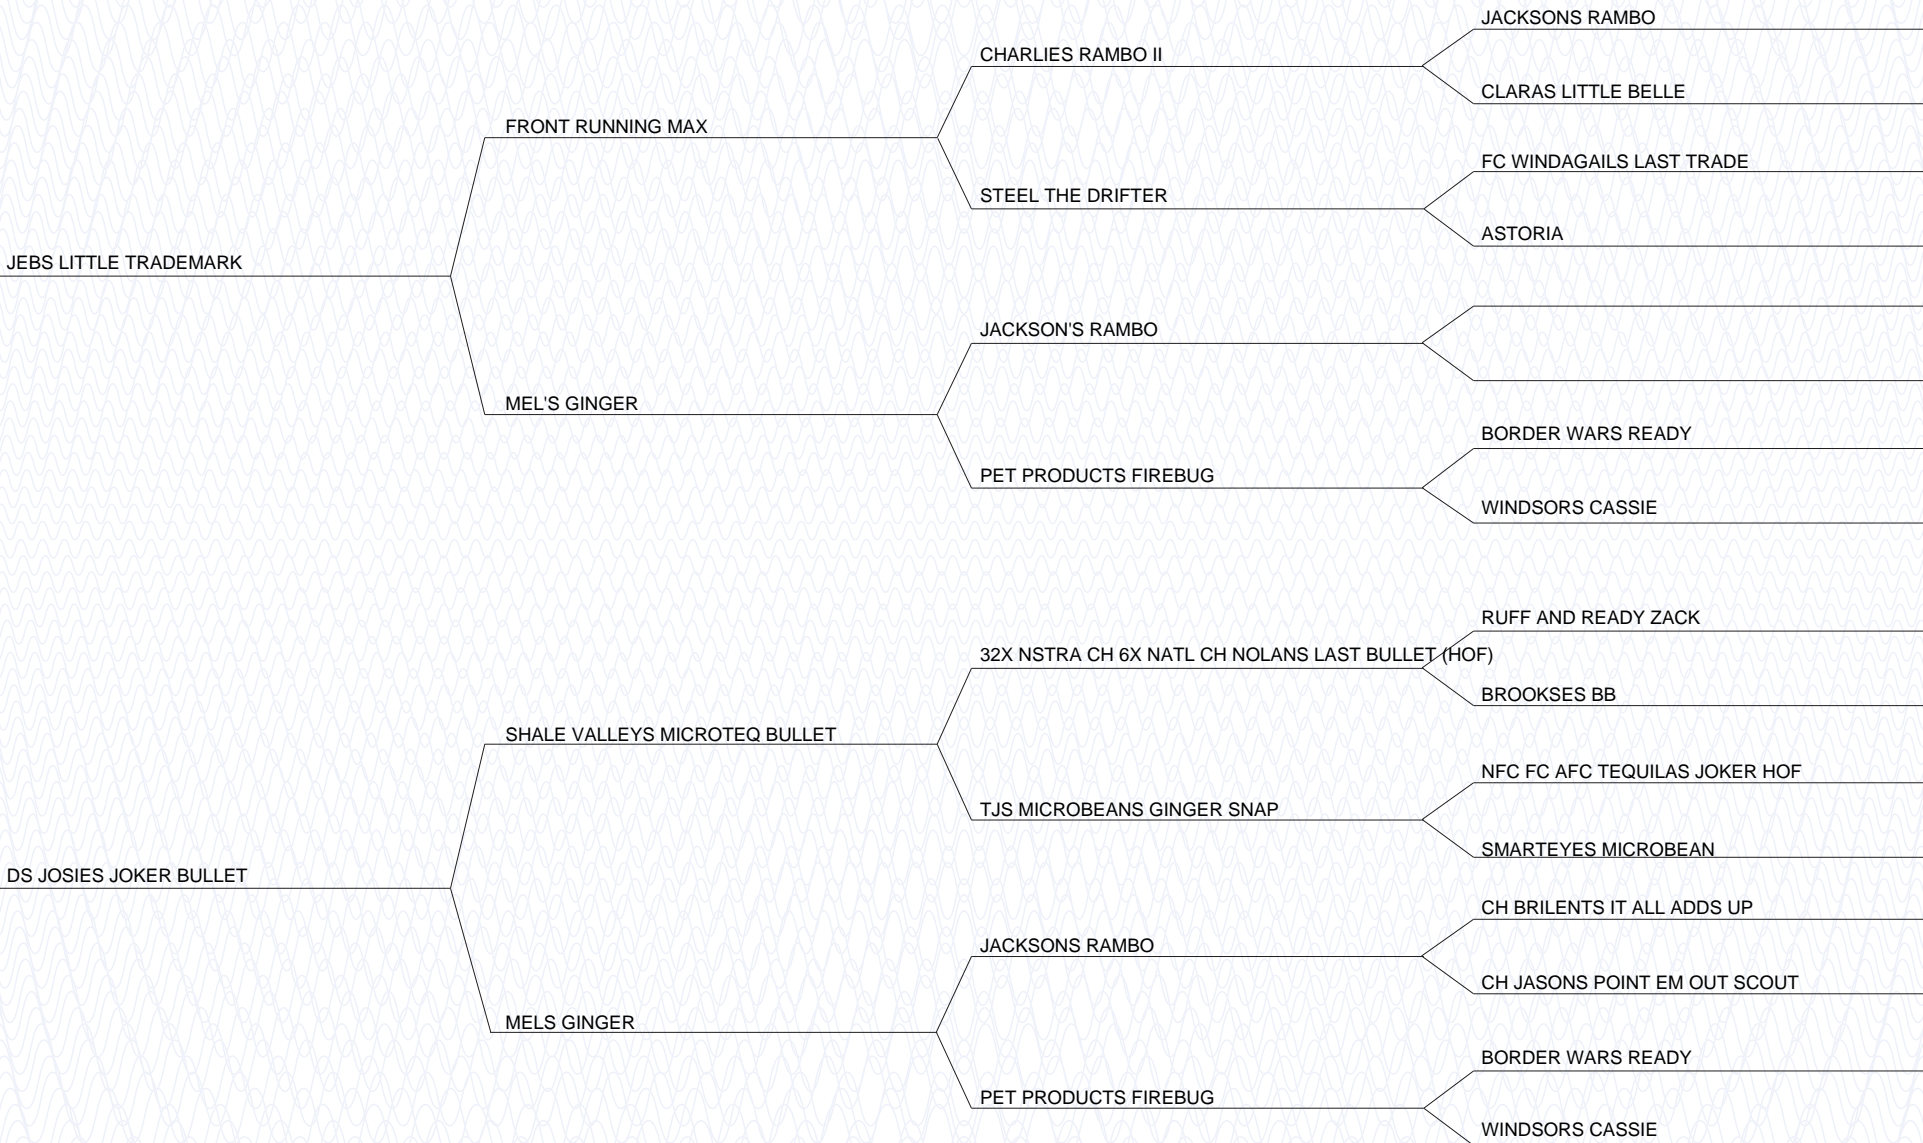 JACKSONS RAMBO
CHARLIES RAMBO II
CLARAS LITTLE BELLE
FRONT RUNNING MAX
FC WINDAGAILS LAST TRADE
STEEL THE DRIFTER
ASTORIA
JEBS LITTLE TRADEMARK
JACKSON'S RAMBO
MEL'S GINGER
BORDER WARS READY
PET PRODUCTS FIREBUG
WINDSORS CASSIE
RUFF AND READY ZACK
32X NSTRA CH 6X NATL CH NOLANS LAST BULLET (HOF)
BROOKSES BB
SHALE VALLEYS MICROTEQ BULLET
NFC FC AFC TEQUILAS JOKER HOF
TJS MICROBEANS GINGER SNAP
SMARTEYES MICROBEAN
DS JOSIES JOKER BULLET
CH BRILENTS IT ALL ADDS UP
JACKSONS RAMBO
CH JASONS POINT EM OUT SCOUT
MELS GINGER
BORDER WARS READY
PET PRODUCTS FIREBUG
WINDSORS CASSIE